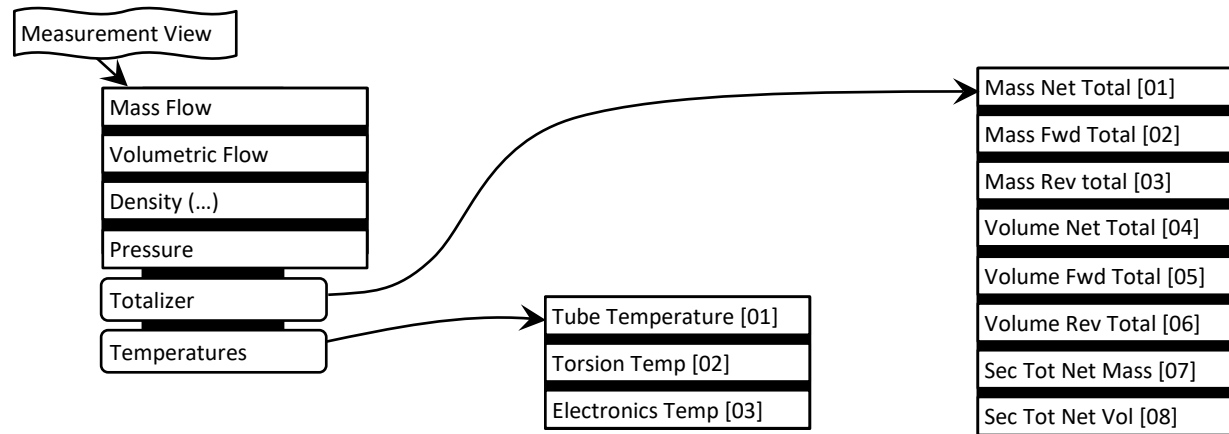 Measurement View
Mass Flow
Volumetric Flow
Density (...)
Pressure
Totalizer
Temperatures
Tube Temperature [01]
Torsion Temp [02]
Electronics Temp [03]
Mass Net Total [01]
Mass Fwd Total [02]
Mass Rev total [03]
Volume Net Total [04]
Volume Fwd Total [05]
Volume Rev Total [06]
Sec Tot Net Mass [07]
Sec Tot Net Vol [08]